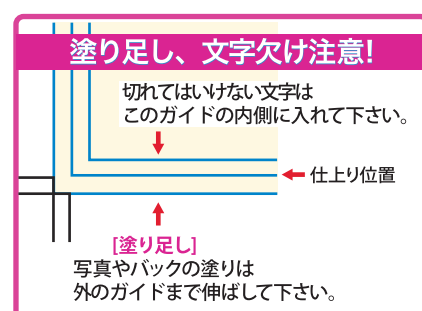 塗り足し、文字欠け注意!
切れてはいけない文字は
このガイドの内側に入れて下さい。
仕上り位置
[塗り足し]
写真やバックの塗りは
外のガイドまで伸ばして下さい。